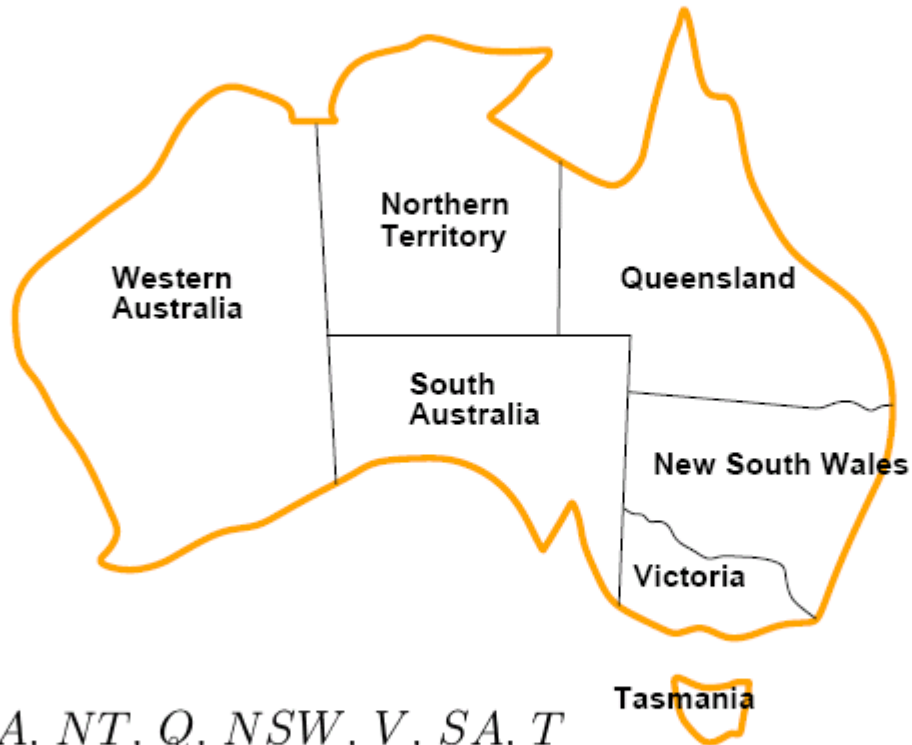 Northern
Territory
Western
Australia
Queensland
South
Australia
New South Wales
Victoria
Tasmania
A, NT, Q, NSW, V, SA, T